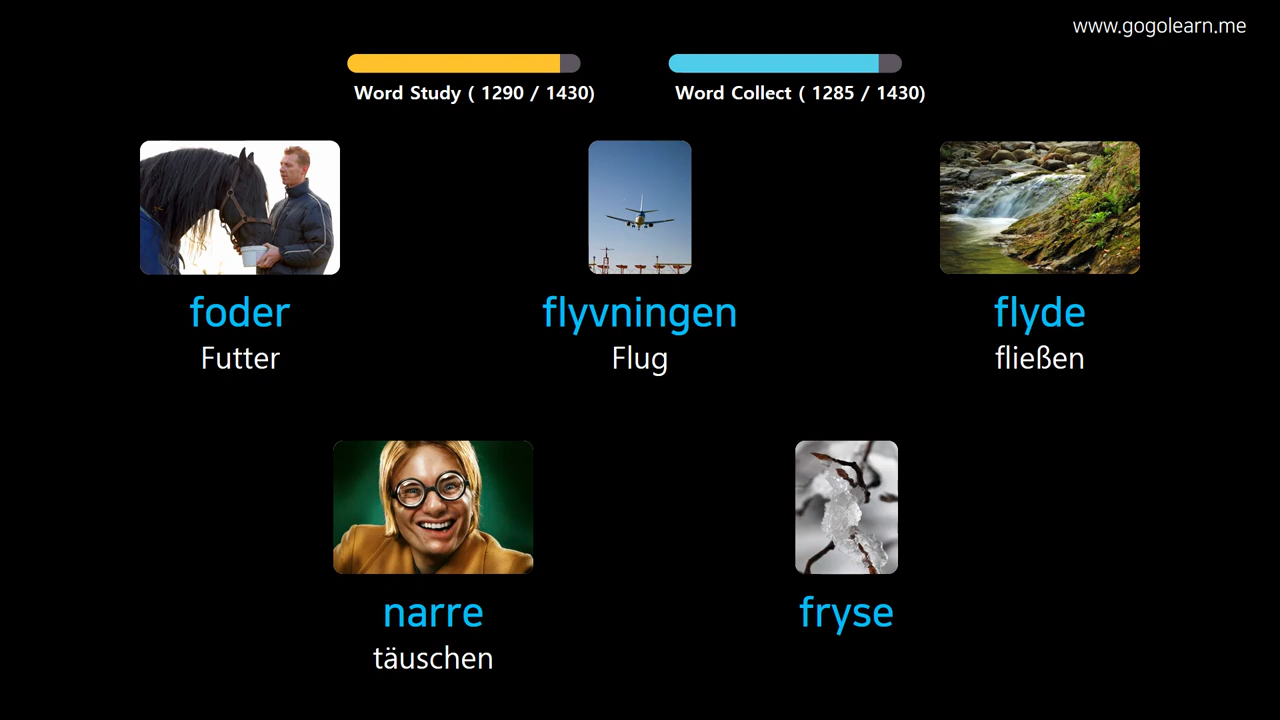 www.gogolearn.me
Word Study ( 1290 / 1430)
Word Collect ( 1285 / 1430)
foder
flyvningen
flyde
Futter
Flug
fließen
narre
fryse
täuschen